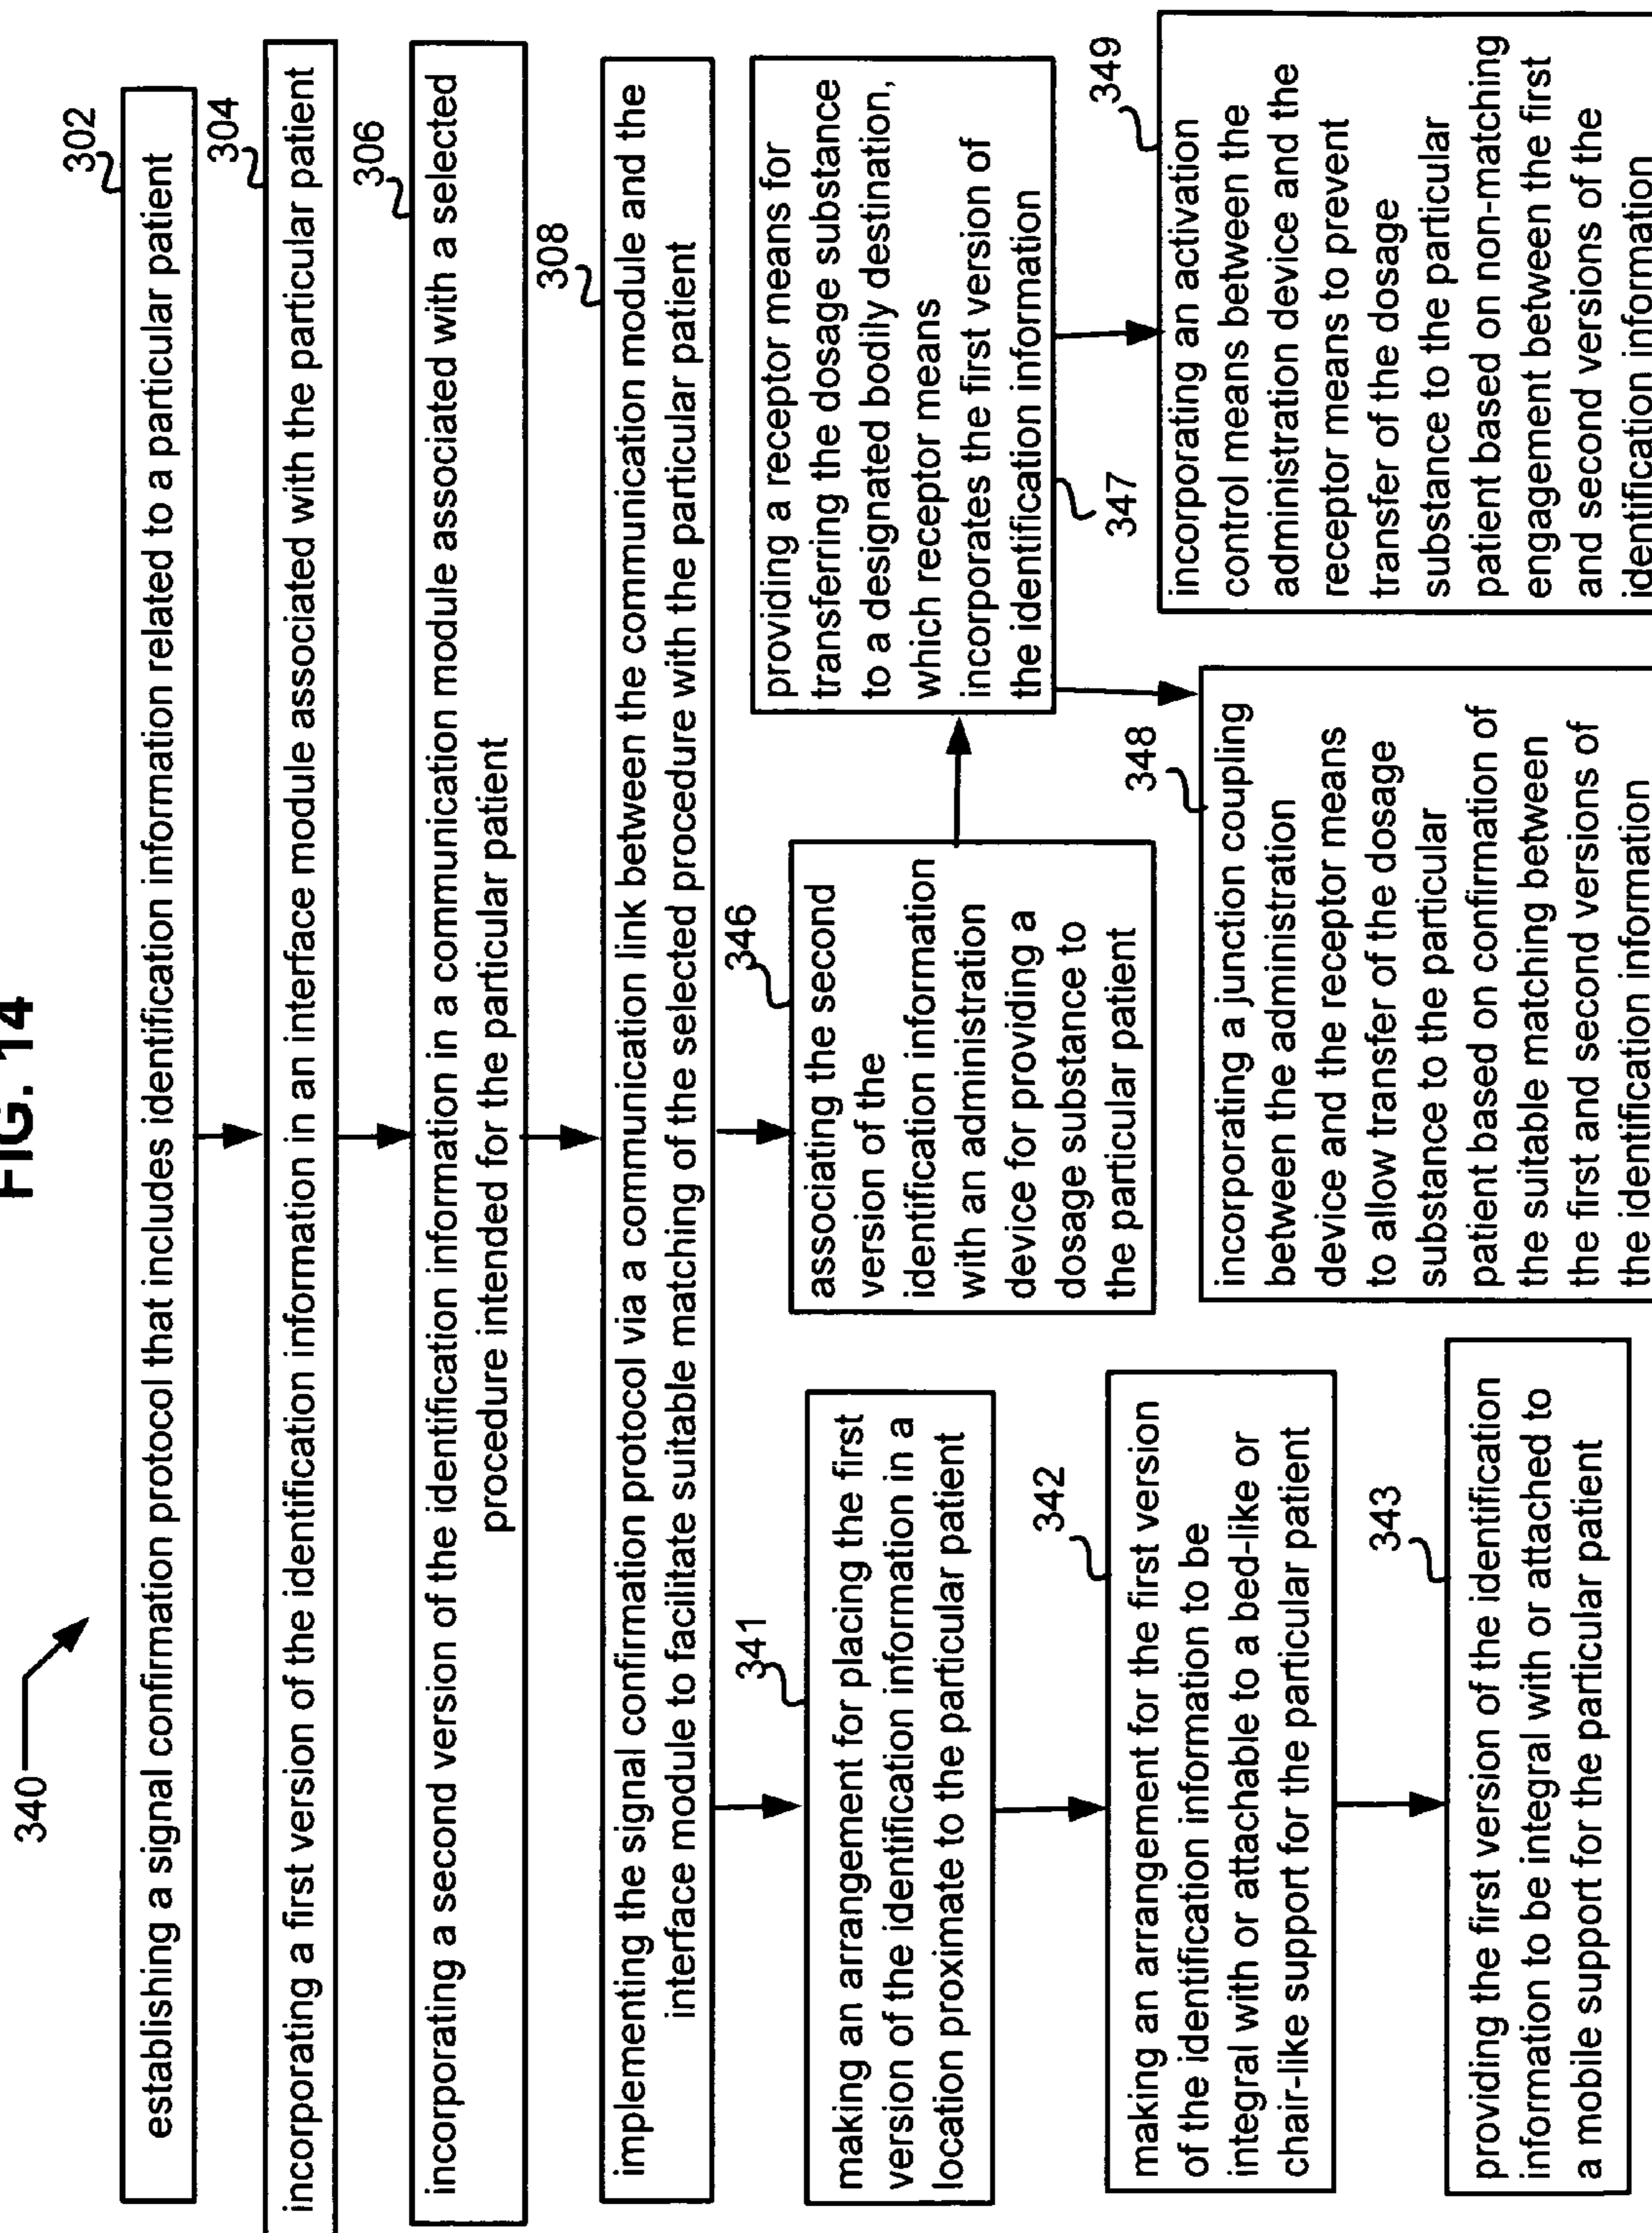 FIG. 14
340
302
establishing a signal confirmation protocol that includes identification information related to a particular patient
304
incorporating a first version of the identification information in an interface module associated with the particular patient
306
incorporating a second version of the identification information in a communication module associated with a selected
procedure intended for the particular patient
308
implementing the signal confirmation protocol via a communication link between the communication module and the
interface module to facilitate suitable matching of the selected procedure with the particular patient
341
making an arrangement for placing the first
version of the identification information in a
location proximate to the particular patient
342
making an arrangement for the first version
of the identification information to be
integral with or attachable to a bed-like or
chair-like support for the particular patient
343
providing the first version of the identification
information to be integral with or attached to
a mobile support for the particular patient
346
associating the second
version of the
identification information
with an administration
device for providing a
dosage substance to
the particular patient
providing a receptor means for
transferring the dosage substance
to a designated bodily destination,
which receptor means
incorporates the first version of
the identification information
347
348
incorporating a junction coupling
between the administration
device and the receptor means
to allow transfer of the dosage
substance to the particular
patient based on confirmation of
the suitable matching between
the first and second versions of
the identification information
349
incorporating an activation
control means between the
administration device and the
receptor means to prevent
transfer of the dosage
substance to the particular
patient based on non-matching
engagement between the first
and second versions of the
identification information